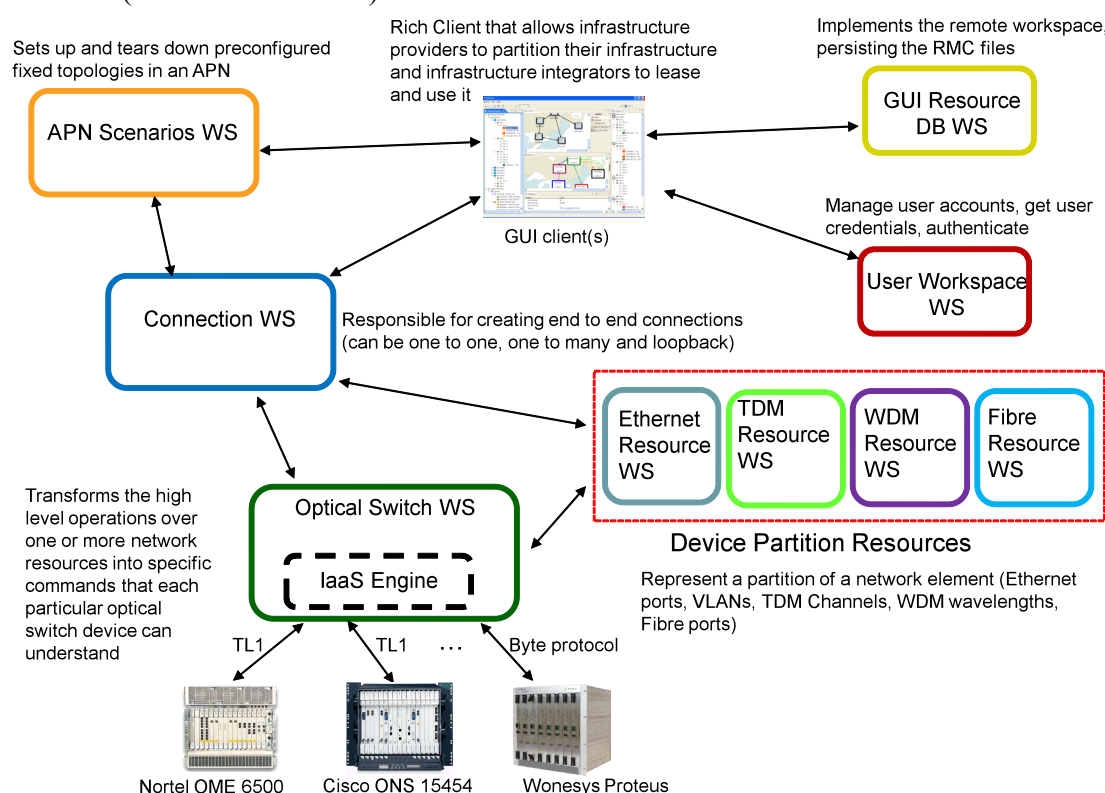 Sets up and tears down preconfigured
fixed topologies in an APN
Rich Client that allows infrastructure
providers to partition their infrastructure
and infrastructure integrators to lease
and use it
Implements the remote workspace,
persisting the RMC files
APN Scenarios WS
GUI Resource
DB WS
GUI client(s)
Manage user accounts, get user
credentials, authenticate
User Workspace
WS
Connection WS
Responsible for creating end to end connections
(can be one to one, one to many and loopback)
Ethernet
Resource
WS
TDM
Resource
WS
WDM
Resource
WS
Fibre
Resource
WS
Device Partition Resources
Represent a partition of a network element (Ethernet
ports, VLANs, TDM Channels, WDM wavelengths,
Fibre ports)
Transforms the high
level operations over
one or more network
resources into specific
commands that each
particular optical
switch device can
understand
Optical Switch WS
IaaS Engine
TL1
TL1
...
Byte protocol
Nortel OME 6500
Cisco ONS 15454
Wonesys Proteus